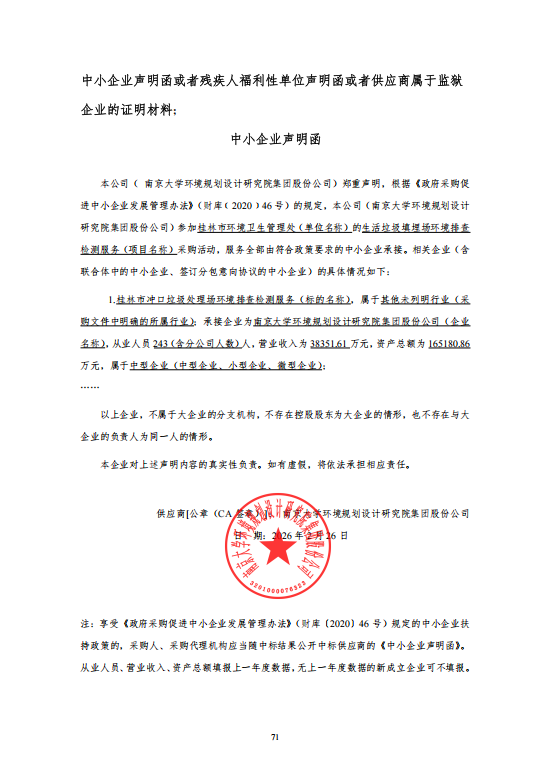 中小企业声明函或者残疾人福利性单位声明函或者供应商属于监狱
企业的证明材料;
中小企业声明函
本公司（ 南京大学环境规划设计研究院集团股份公司）郑重声明，根据《政府采购促
进中小企业发展管理办法》（财库﹝2020﹞46 号）的规定，本公司（南京大学环境规划设计
研究院集团股份公司）参加桂林市环境卫生管理处（单位名称）的生活垃圾填埋场环境排查
检测服务（项目名称）采购活动，服务全部由符合政策要求的中小企业承接。相关企业（含
联合体中的中小企业、签订分包意向协议的中小企业）的具体情况如下：
1.桂林市冲口垃圾处理场环境排查检测服务（标的名称），属于其他未列明行业（采
购文件中明确的所属行业）；承接企业为南京大学环境规划设计研究院集团股份公司（企业
名称），从业人员 243（含分公司人数）人，营业收入为 38351.61 万元，资产总额为 165180.86
万元，属于中型企业（中型企业、小型企业、微型企业）；
……
以上企业，不属于大企业的分支机构，不存在控股股东为大企业的情形，也不存在与大
企业的负责人为同一人的情形。
本企业对上述声明内容的真实性负责。如有虚假，将依法承担相应责任。
供应商[公章（CA 签章）]：南京大学环境规划设计研究院集团股份公司
日 期：2026 年 2 月 26 日
3201000076323
注：享受《政府采购促进中小企业发展管理办法》（财库〔2020〕46 号）规定的中小企业扶
持政策的，采购人、采购代理机构应当随中标结果公开中标供应商的《中小企业声明函》。
从业人员、营业收入、资产总额填报上一年度数据，无上一年度数据的新成立企业可不填报。
71